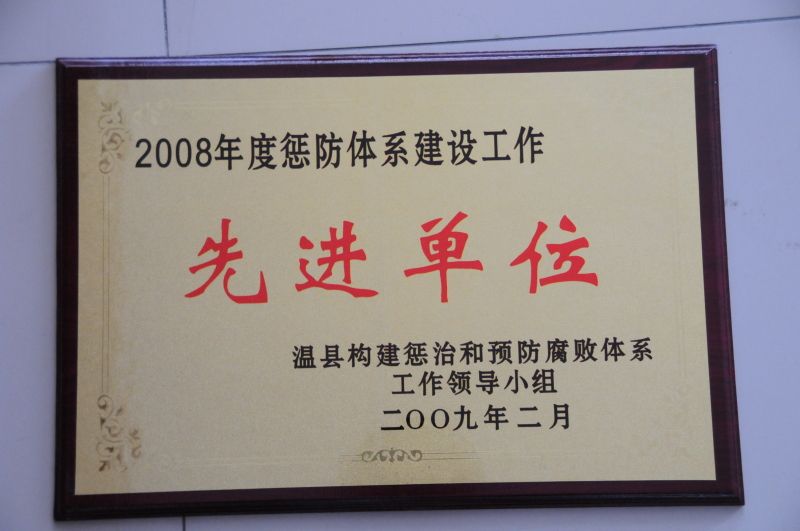 2008年度惩防体系建设工作
先进单位
温县构建惩治和预防腐败体系
工作领导小组
二〇〇九年二月